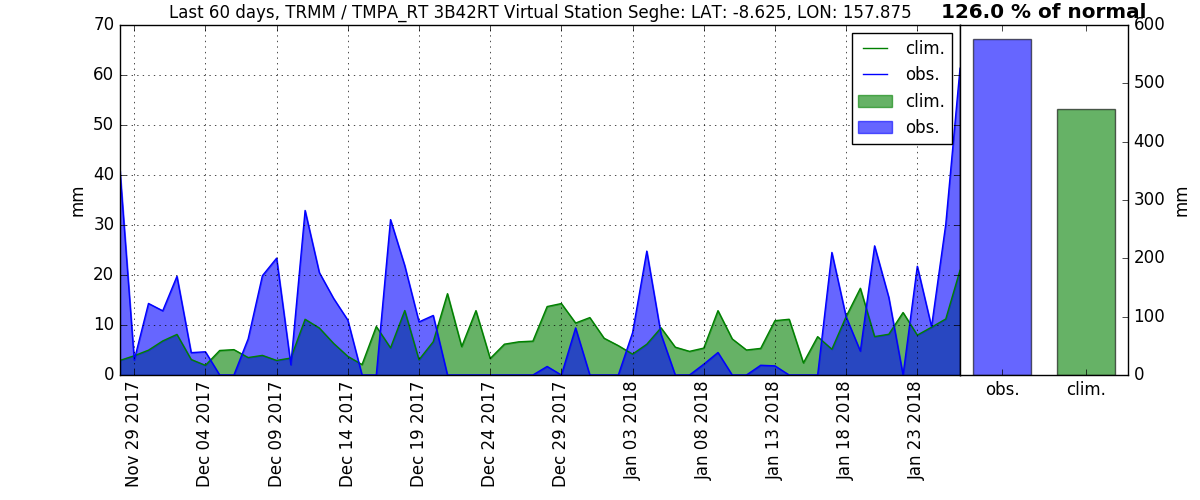 Last 60 days, TRMM / TMPA_RT 3B42RT Virtual Station Seghe: LAT: -8.625, LON: 157.875
126.0 % of normal
70
60
50
40
30
20
10
0
mm
clim.
obs.
clim.
obs.
600
500
400
300
200
100
0
mm
obs.
clim.
Nov 29 2017
Dec 04 2017
Dec 09 2017
Dec 14 2017
Dec 19 2017
Dec 24 2017
Dec 29 2017
Jan 03 2018
Jan 08 2018
Jan 13 2018
Jan 18 2018
Jan 23 2018